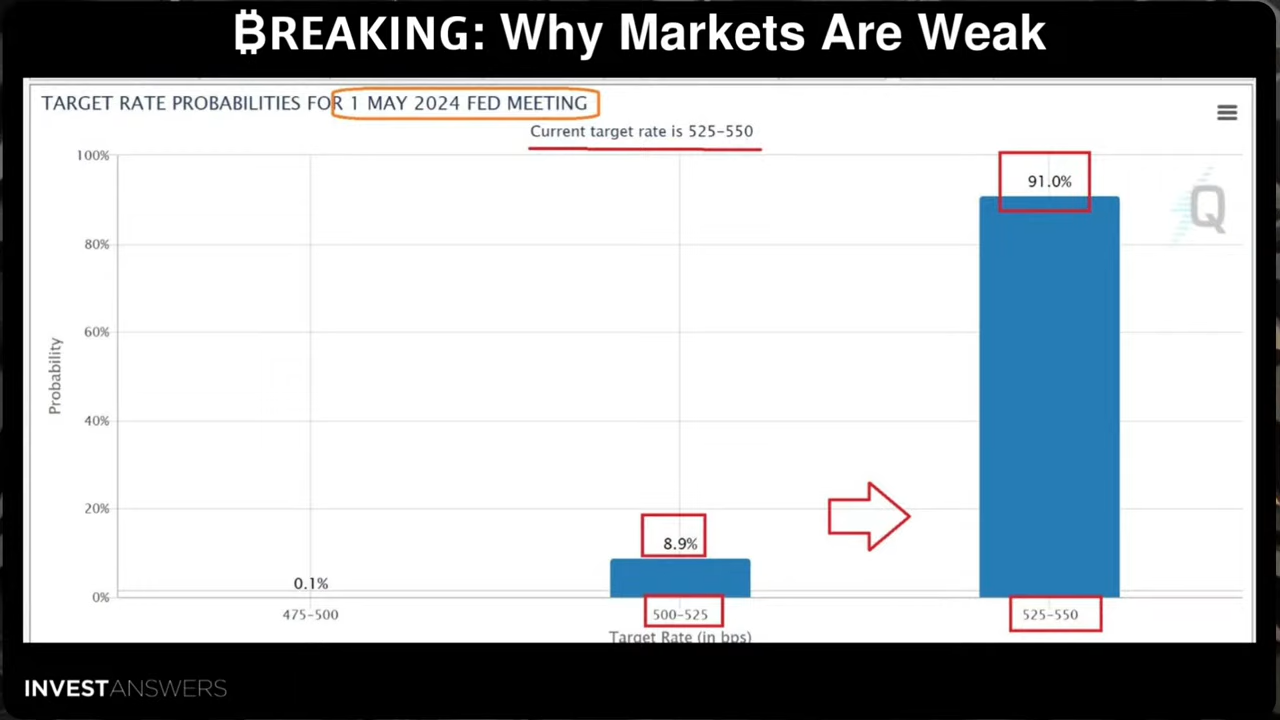 ₿REAKING: Why Markets Are Weak
TARGET RATE PROBABILITIES FOR 1 MAY 2024 FED MEETING
Current target rate is 525–550
100%
80%
60%
40%
20%
0%
Probability
0.1%
8.9%
91.0%
475–500
500–525
525–550
Target Rate (in bps)
Q
INVESTANSWERS